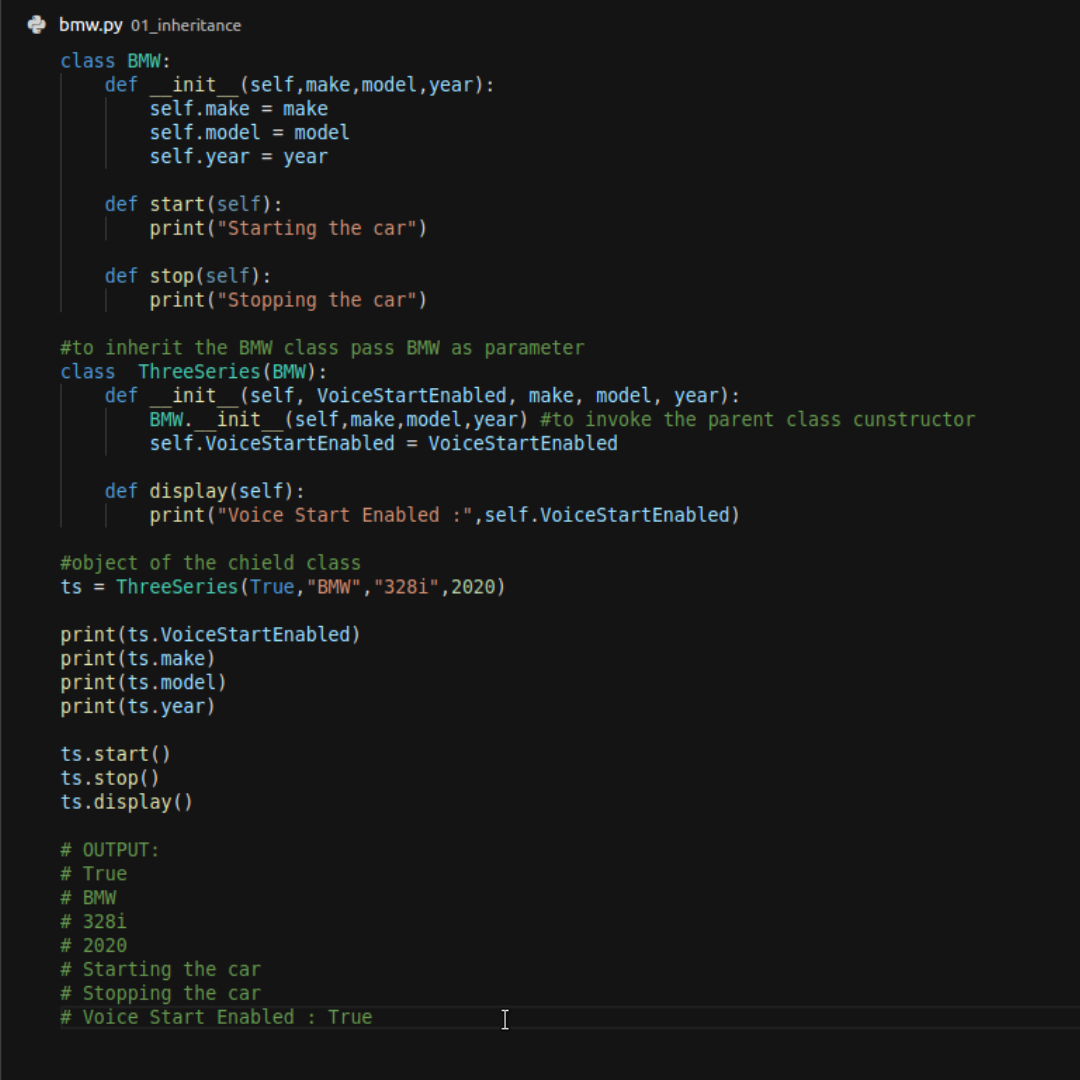 bmw.py 01_inheritance
class BMW:
    def __init__(self,make,model,year):
        self.make = make
        self.model = model
        self.year = year

    def start(self):
        print("Starting the car")

    def stop(self):
        print("Stopping the car")

#to inherit the BMW class pass BMW as parameter
class  ThreeSeries(BMW):
    def __init__(self, VoiceStartEnabled, make, model, year):
        BMW.__init__(self,make,model,year) #to invoke the parent class cunstructor
        self.VoiceStartEnabled = VoiceStartEnabled

    def display(self):
        print("Voice Start Enabled :",self.VoiceStartEnabled)

#object of the chield class
ts = ThreeSeries(True,"BMW","328i",2020)

print(ts.VoiceStartEnabled)
print(ts.make)
print(ts.model)
print(ts.year)

ts.start()
ts.stop()
ts.display()

# OUTPUT:
# True
# BMW
# 328i
# 2020
# Starting the car
# Stopping the car
# Voice Start Enabled : True